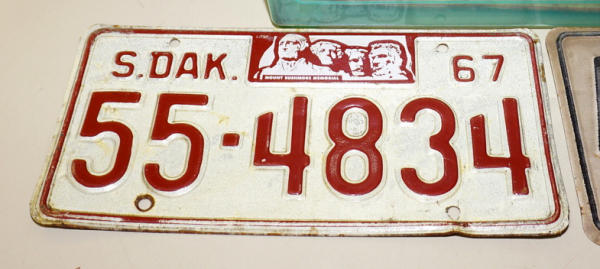 S.DAK. 67
MOUNT RUSHMORE MEMORIAL
55-4834